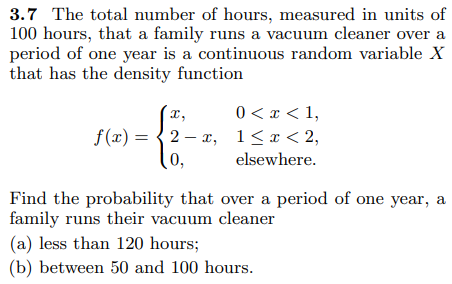 3.7 The total number of hours, measured in units of
100 hours, that a family runs a vacuum cleaner over a
period of one year is a continuous random variable X
that has the density function
f(x) = { x, 0 < x < 1,
2 − x, 1 ≤ x < 2,
0, elsewhere.
Find the probability that over a period of one year, a
family runs their vacuum cleaner
(a) less than 120 hours;
(b) between 50 and 100 hours.